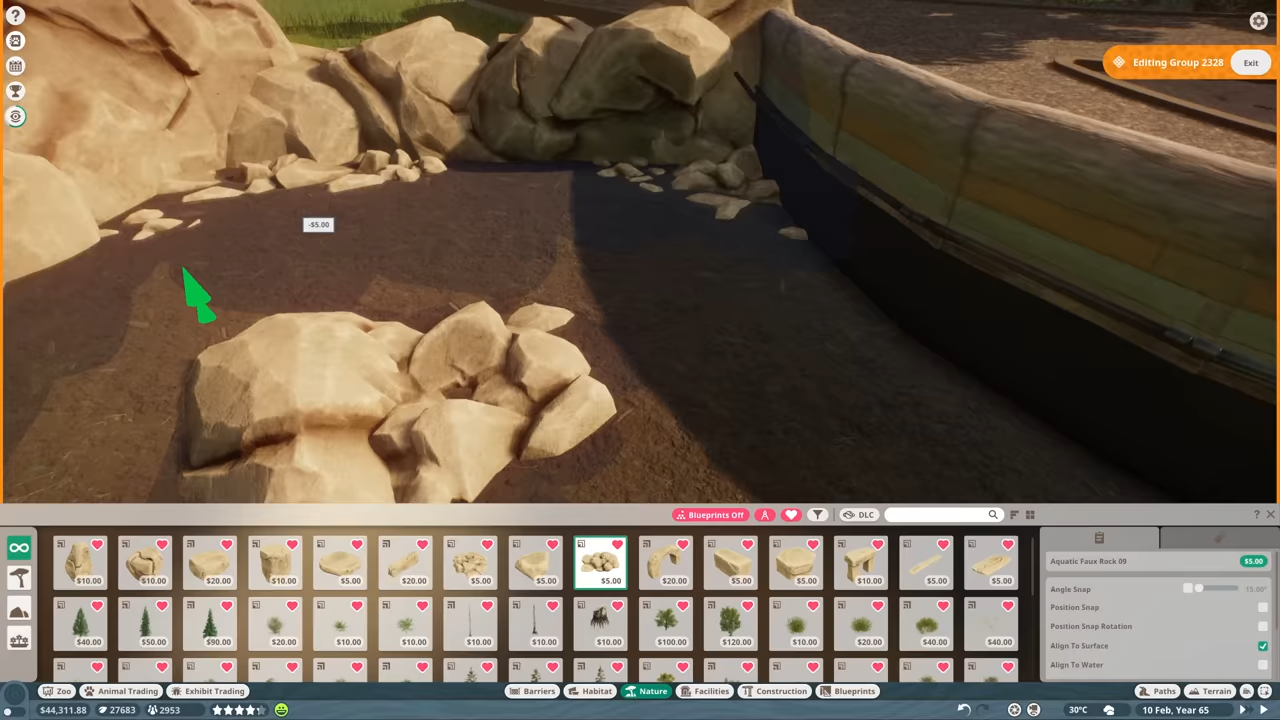 ?
Editing Group 2328 Exit
-$5.00
Blueprints Off DLC ? ×
$10.00 $10.00 $20.00 $10.00 $5.00 $5.00 $5.00 $5.00 $5.00 $20.00 $5.00 $5.00 $10.00 $5.00 $5.00
Aquatic Faux Rock 09 $5.00
Angle Snap 15.00°
Position Snap
Position Snap Rotation
$40.00 $50.00 $90.00 $20.00 $10.00 $10.00 $10.00 $10.00 $10.00 $100.00 $120.00 $10.00 $20.00 $40.00 $40.00
Align To Surface
Align To Water
Zoo Animal Trading Exhibit Trading Barriers Habitat Nature Facilities Construction Blueprints Paths Terrain
$44,311.88 27683 2953 30°C 10 Feb, Year 65